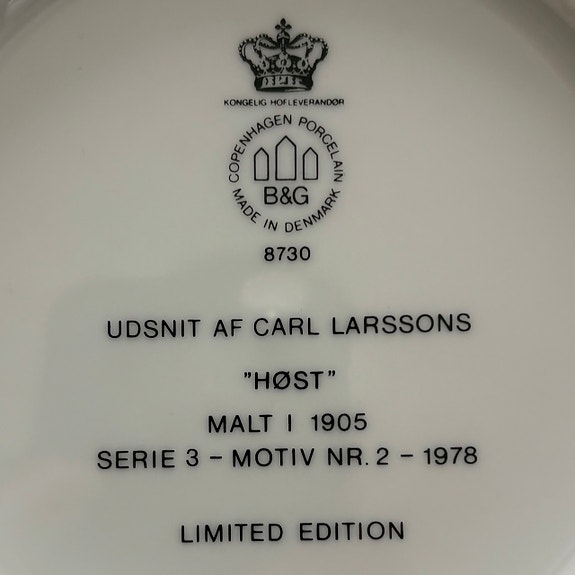 KONGELIG HOFLEVERANDØR
COPENHAGEN PORCELAIN
B&G
MADE IN DENMARK
8730
UDSNIT AF CARL LARSSONS
"HØST"
MALT I 1905
SERIE 3 – MOTIV NR. 2 – 1978
LIMITED EDITION